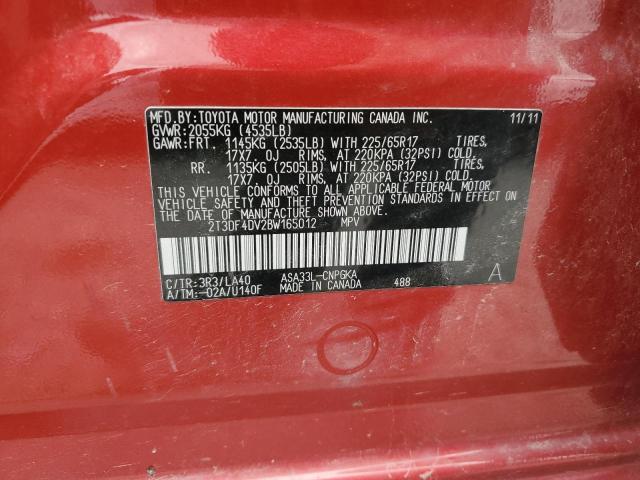 MFD.BY:TOYOTA MOTOR MANUFACTURING CANADA INC. 11/11
GVWR:2055KG (4535LB)
GAWR:FRT. 1145KG (2535LB) WITH 225/65R17 TIRES,
17X7. OJ RIMS, AT 220KPA (32PSI) COLD.
RR. 1135KG (2505LB) WITH 225/65R17 TIRES,
17X7. OJ RIMS, AT 220KPA (32PSI) COLD.
THIS VEHICLE CONFORMS TO ALL APPLICABLE FEDERAL MOTOR
VEHICLE SAFETY AND THEFT PREVENTION STANDARDS IN EFFECT ON
THE DATE OF MANUFACTURE SHOWN ABOVE.
2T3DF4DV2BW165012 MPV
C/TR:3R3/LA40 ASA33L-CNPGKA A
A/TM:-02A/U140F MADE IN CANADA 488